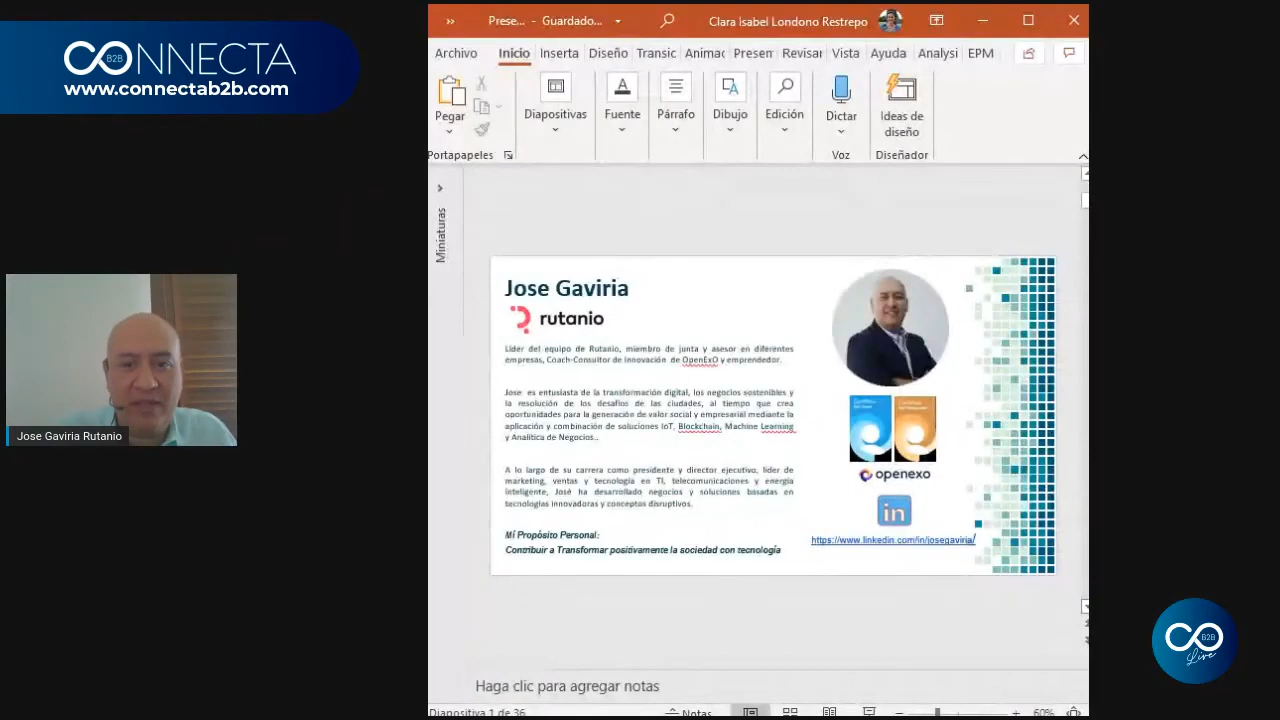 CONNECTA
B2B
www.connectab2b.com
Jose Gaviria Rutanio
Prese... - Guardado...
Clara Isabel Londono Restrepo
Archivo Inicio Inserta Diseño Transic Animac Presen Revisar Vista Ayuda Analysi EPM
Pegar Diapositivas Fuente Párrafo Dibujo Edición Dictar Ideas de diseño
Portapapeles Voz Diseñador
Miniaturas
Jose Gaviria
rutanio
Líder del equipo de Rutanio, miembro de junta y asesor en diferentes
empresas, Coach-Consultor de Innovación de OpenExO y emprendedor.
Jose es entusiasta de la transformación digital, los negocios sostenibles y
la resolución de los desafíos de las ciudades, al tiempo que crea
oportunidades para la generación de valor social y empresarial mediante la
aplicación y combinación de soluciones IoT, Blockchain, Machine Learning
y Analítica de Negocios..
A lo largo de su carrera como presidente y director ejecutivo, líder de
marketing, ventas y tecnología en TI, telecomunicaciones y energía
inteligente, José ha desarrollado negocios y soluciones basadas en
tecnologías innovadoras y conceptos disruptivos.
Mí Propósito Personal:
Contribuir a Transformar positivamente la sociedad con tecnología
openexo
in
https://www.linkedin.com/in/josegaviria/
Haga clic para agregar notas
Diapositiva 1 de 36
Notas
60%
B2B
Live